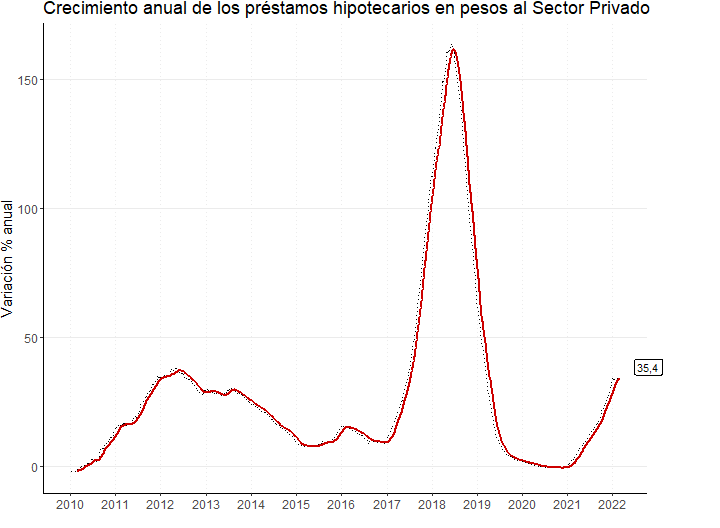 Crecimiento anual de los préstamos hipotecarios en pesos al Sector Privado
Variación % anual
150
100
50
0
35,4
2010 2011 2012 2013 2014 2015 2016 2017 2018 2019 2020 2021 2022